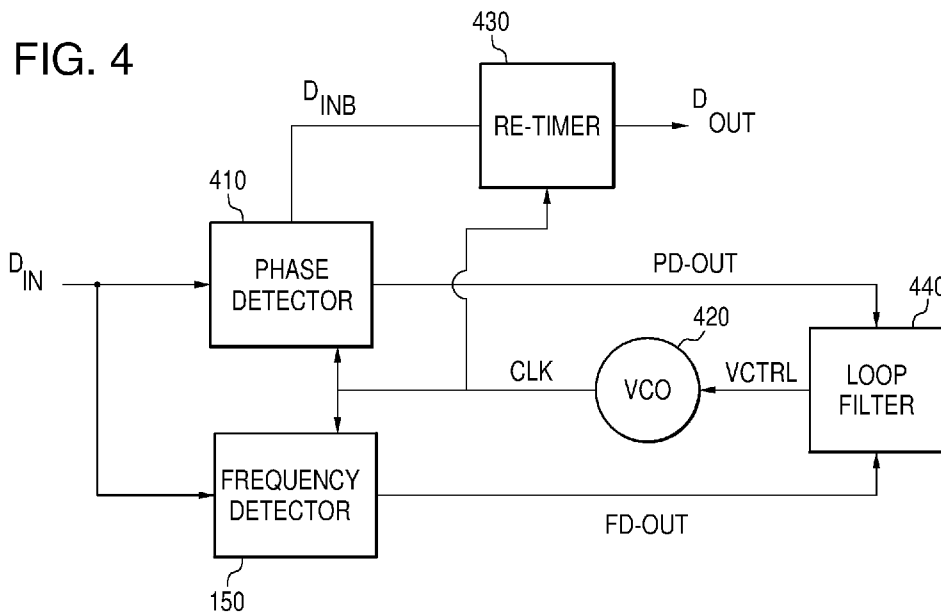 FIG. 4
430
D INB
RE-TIMER
D OUT
410
D IN
PHASE
DETECTOR
PD-OUT
440
420
CLK
VCO
VCTRL
LOOP
FILTER
FREQUENCY
DETECTOR
FD-OUT
150